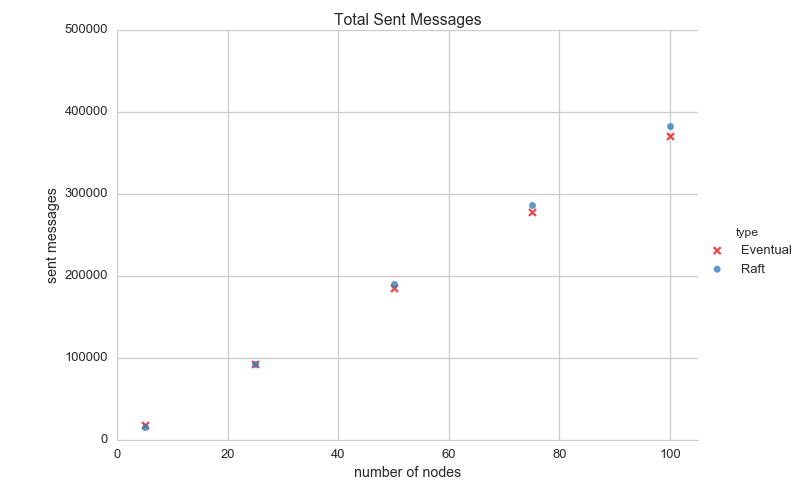 Total Sent Messages
500000
400000
300000
200000
100000
0
sent messages
0 20 40 60 80 100
number of nodes
type
Eventual
Raft